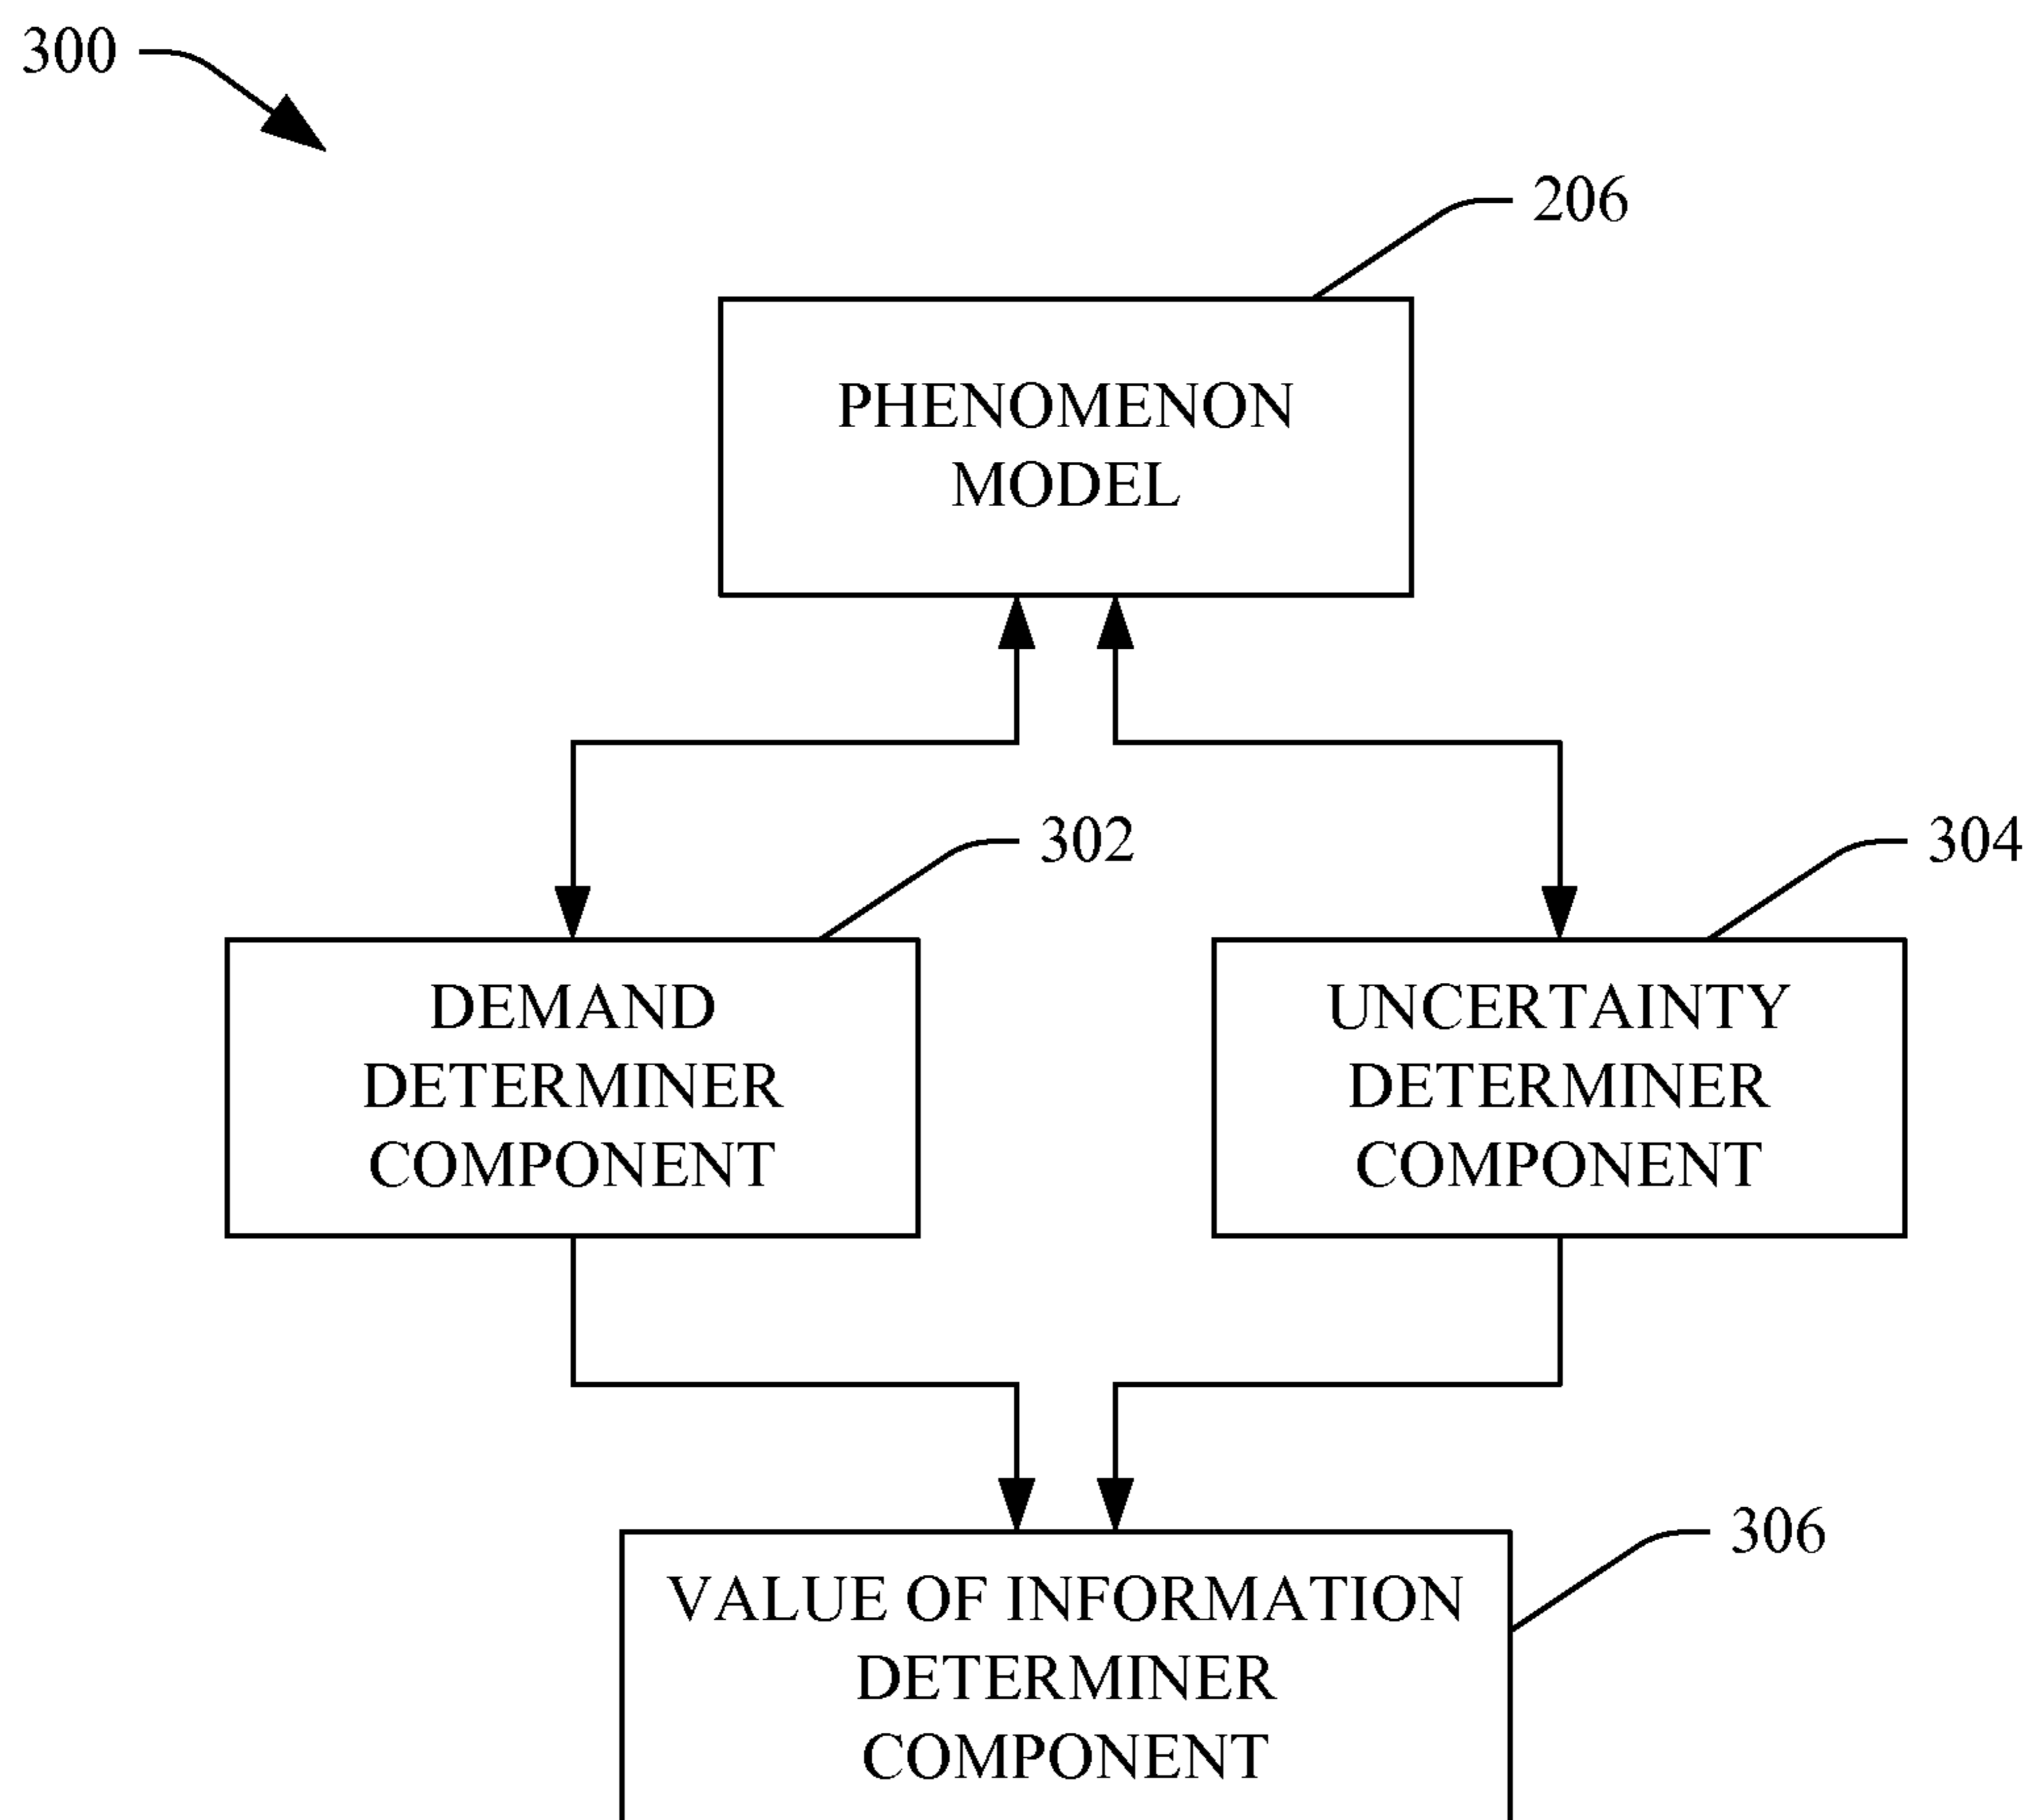 300
206
PHENOMENON
MODEL
302
304
DEMAND
DETERMINER
COMPONENT
UNCERTAINTY
DETERMINER
COMPONENT
306
VALUE OF INFORMATION
DETERMINER
COMPONENT